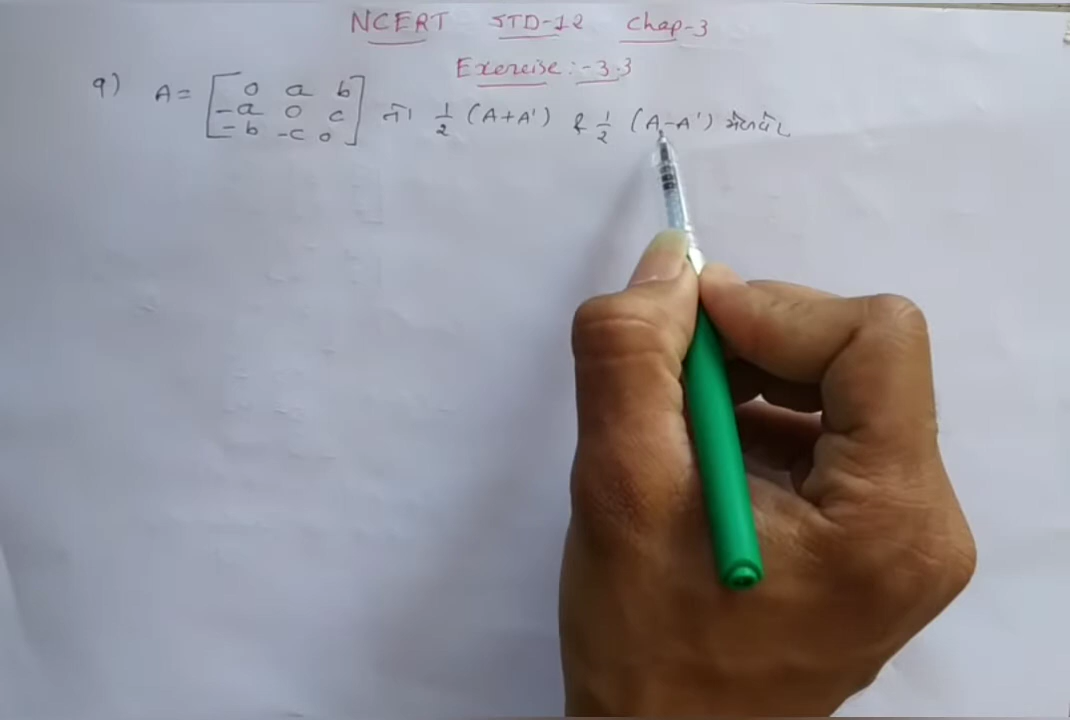 NCERT STD-12 Chap-3
Exercise:-3.3
9) A = [ 0 a b
-a 0 c
-b -c 0 ] તો 1/2 (A+A') & 1/2 (A-A') મેળવો.